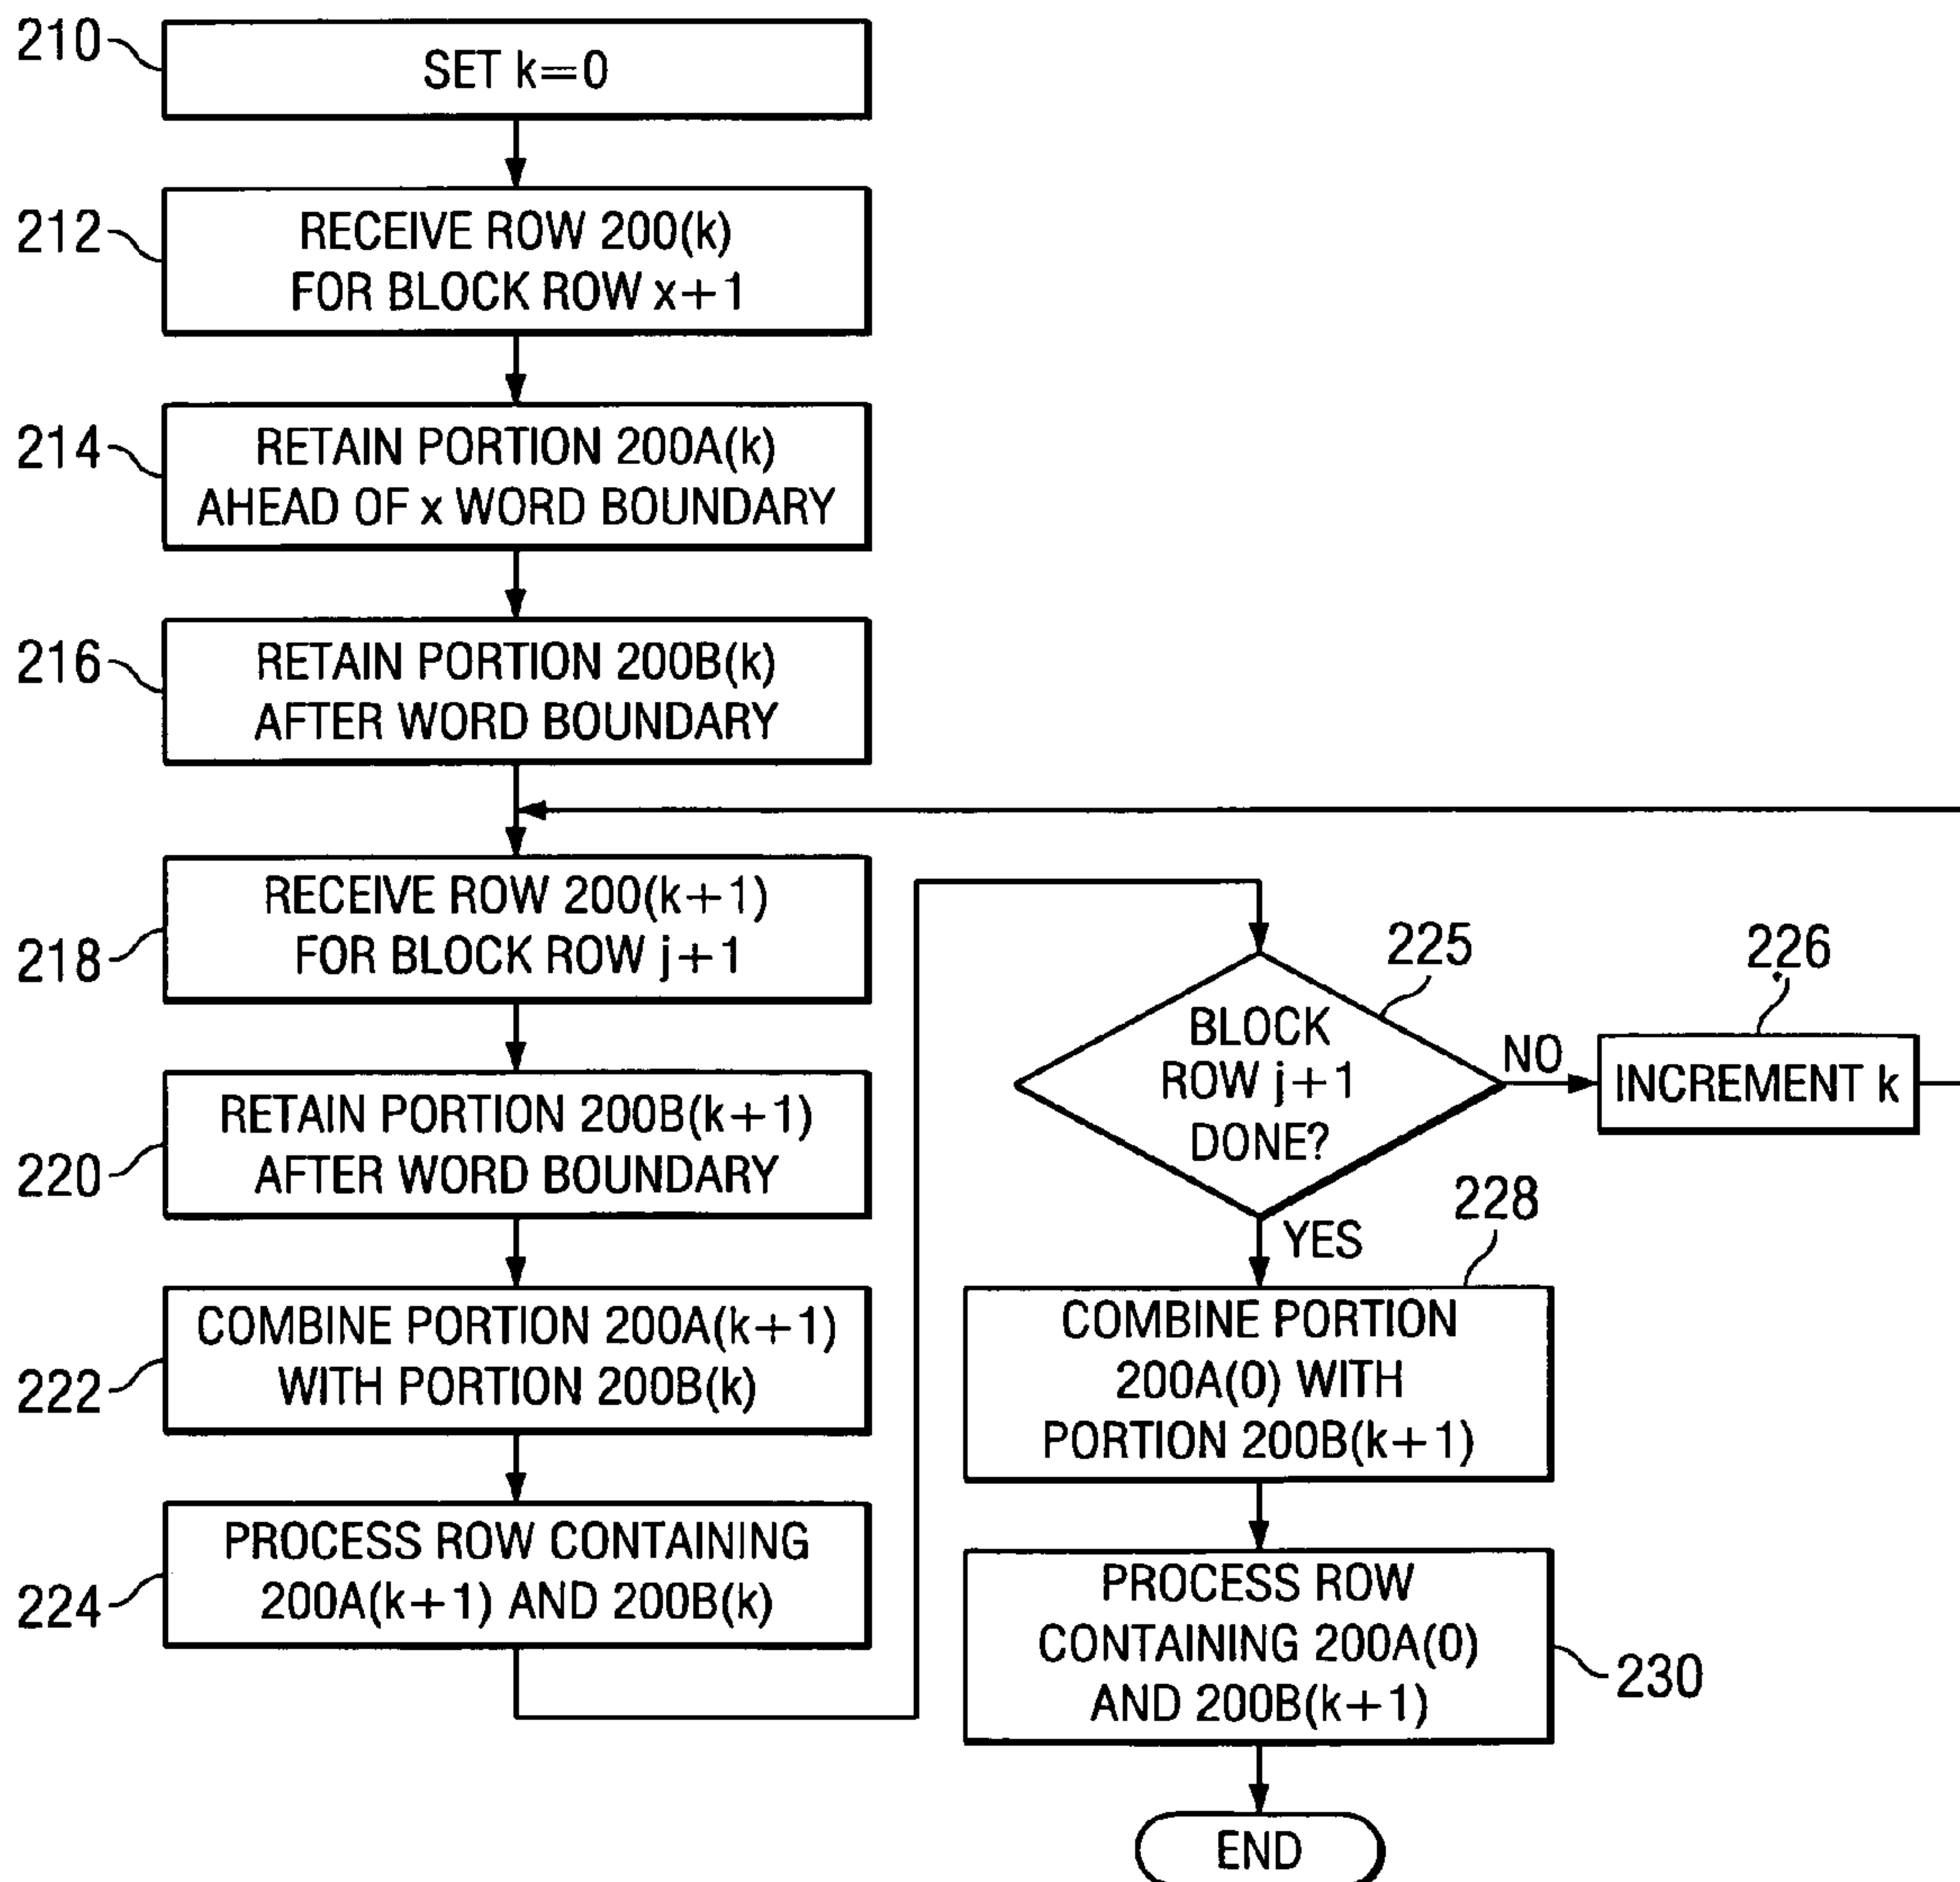 210
SET k=0
212
RECEIVE ROW 200(k)
FOR BLOCK ROW x+1
214
RETAIN PORTION 200A(k)
AHEAD OF x WORD BOUNDARY
216
RETAIN PORTION 200B(k)
AFTER WORD BOUNDARY
218
RECEIVE ROW 200(k+1)
FOR BLOCK ROW j+1
220
RETAIN PORTION 200B(k+1)
AFTER WORD BOUNDARY
222
COMBINE PORTION 200A(k+1)
WITH PORTION 200B(k)
224
PROCESS ROW CONTAINING
200A(k+1) AND 200B(k)
225
BLOCK
ROW j+1
DONE?
NO
226
INCREMENT k
YES
228
COMBINE PORTION
200A(0) WITH
PORTION 200B(k+1)
PROCESS ROW
CONTAINING 200A(0)
AND 200B(k+1)
230
END